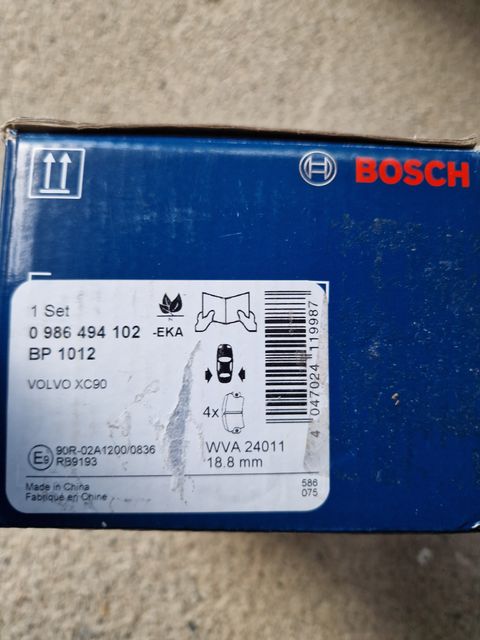 BOSCH
1 Set
0 986 494 102 -EKA
BP 1012
VOLVO XC90
4x
E9
90R-02A1200/0836
RB9193
WVA 24011
18.8 mm
4 047024 119987
Made in China
Fabriqué en Chine
586
075